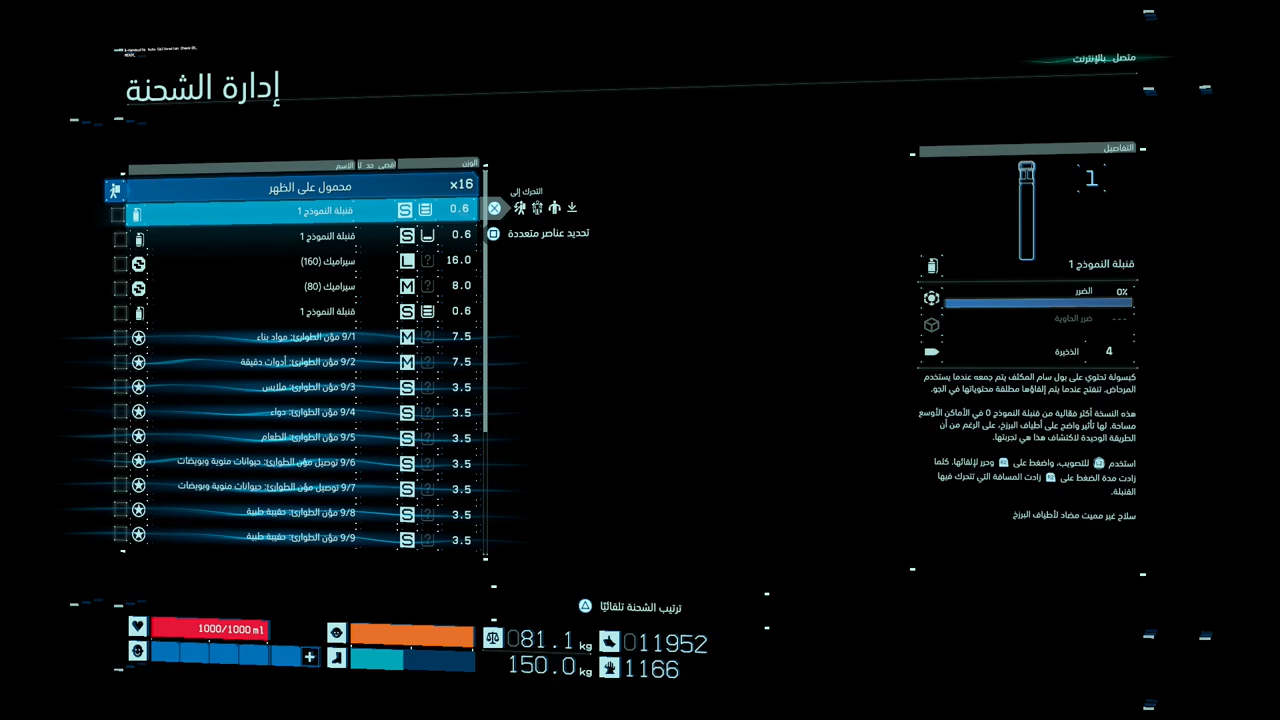 متصل بالإنترنت
إدارة الشحنة
الاسم
الوزن
محمول على الظهر x16
قنبلة النموذج 1 S 0.6
قنبلة النموذج 1 S 0.6
سيراميك (160) L ? 16.0
سيراميك (80) M ? 8.0
قنبلة النموذج 1 S 0.6
9/1 مؤن الطوارئ: مواد بناء M ? 7.5
9/2 مؤن الطوارئ: أدوات دقيقة M ? 7.5
9/3 مؤن الطوارئ: ملابس S ? 3.5
9/4 مؤن الطوارئ: دواء S ? 3.5
9/5 مؤن الطوارئ: الطعام S ? 3.5
9/6 توصيل مؤن الطوارئ: حيوانات منوية وبويضات S ? 3.5
9/7 توصيل مؤن الطوارئ: حيوانات منوية وبويضات S ? 3.5
9/8 مؤن الطوارئ: حقيبة طبية S ? 3.5
9/9 مؤن الطوارئ: حقيبة طبية S ? 3.5
التحرك إلى
تحديد عناصر متعددة
التفاصيل
1
قنبلة النموذج 1
الضرر 0%
ضرر الحاوية ---
الذخيرة 4
كبسولة تحتوي على بول سام المكثف يتم جمعه عندما يستخدم
المرحاض. تنفتح عندما يتم إلقاؤها مطلقة محتوياتها في الجو.
هذه النسخة أكثر فعّالية من قنبلة النموذج 0 في الأماكن الأوسع
مساحة. لها تأثير واضح على أطياف البرزخ، على الرغم من أن
الطريقة الوحيدة لاكتشاف هذا هي تجربتها.
استخدم للتصويب، واضغط على وحرر لإلقائها. كلما
زادت مدة الضغط على زادت المسافة التي تتحرك فيها
القنبلة.
سلاح غير مميت مضاد لأطياف البرزخ
ترتيب الشحنة تلقائيًا
1000/1000 ml
081.1 kg
011952
150.0 kg
1166